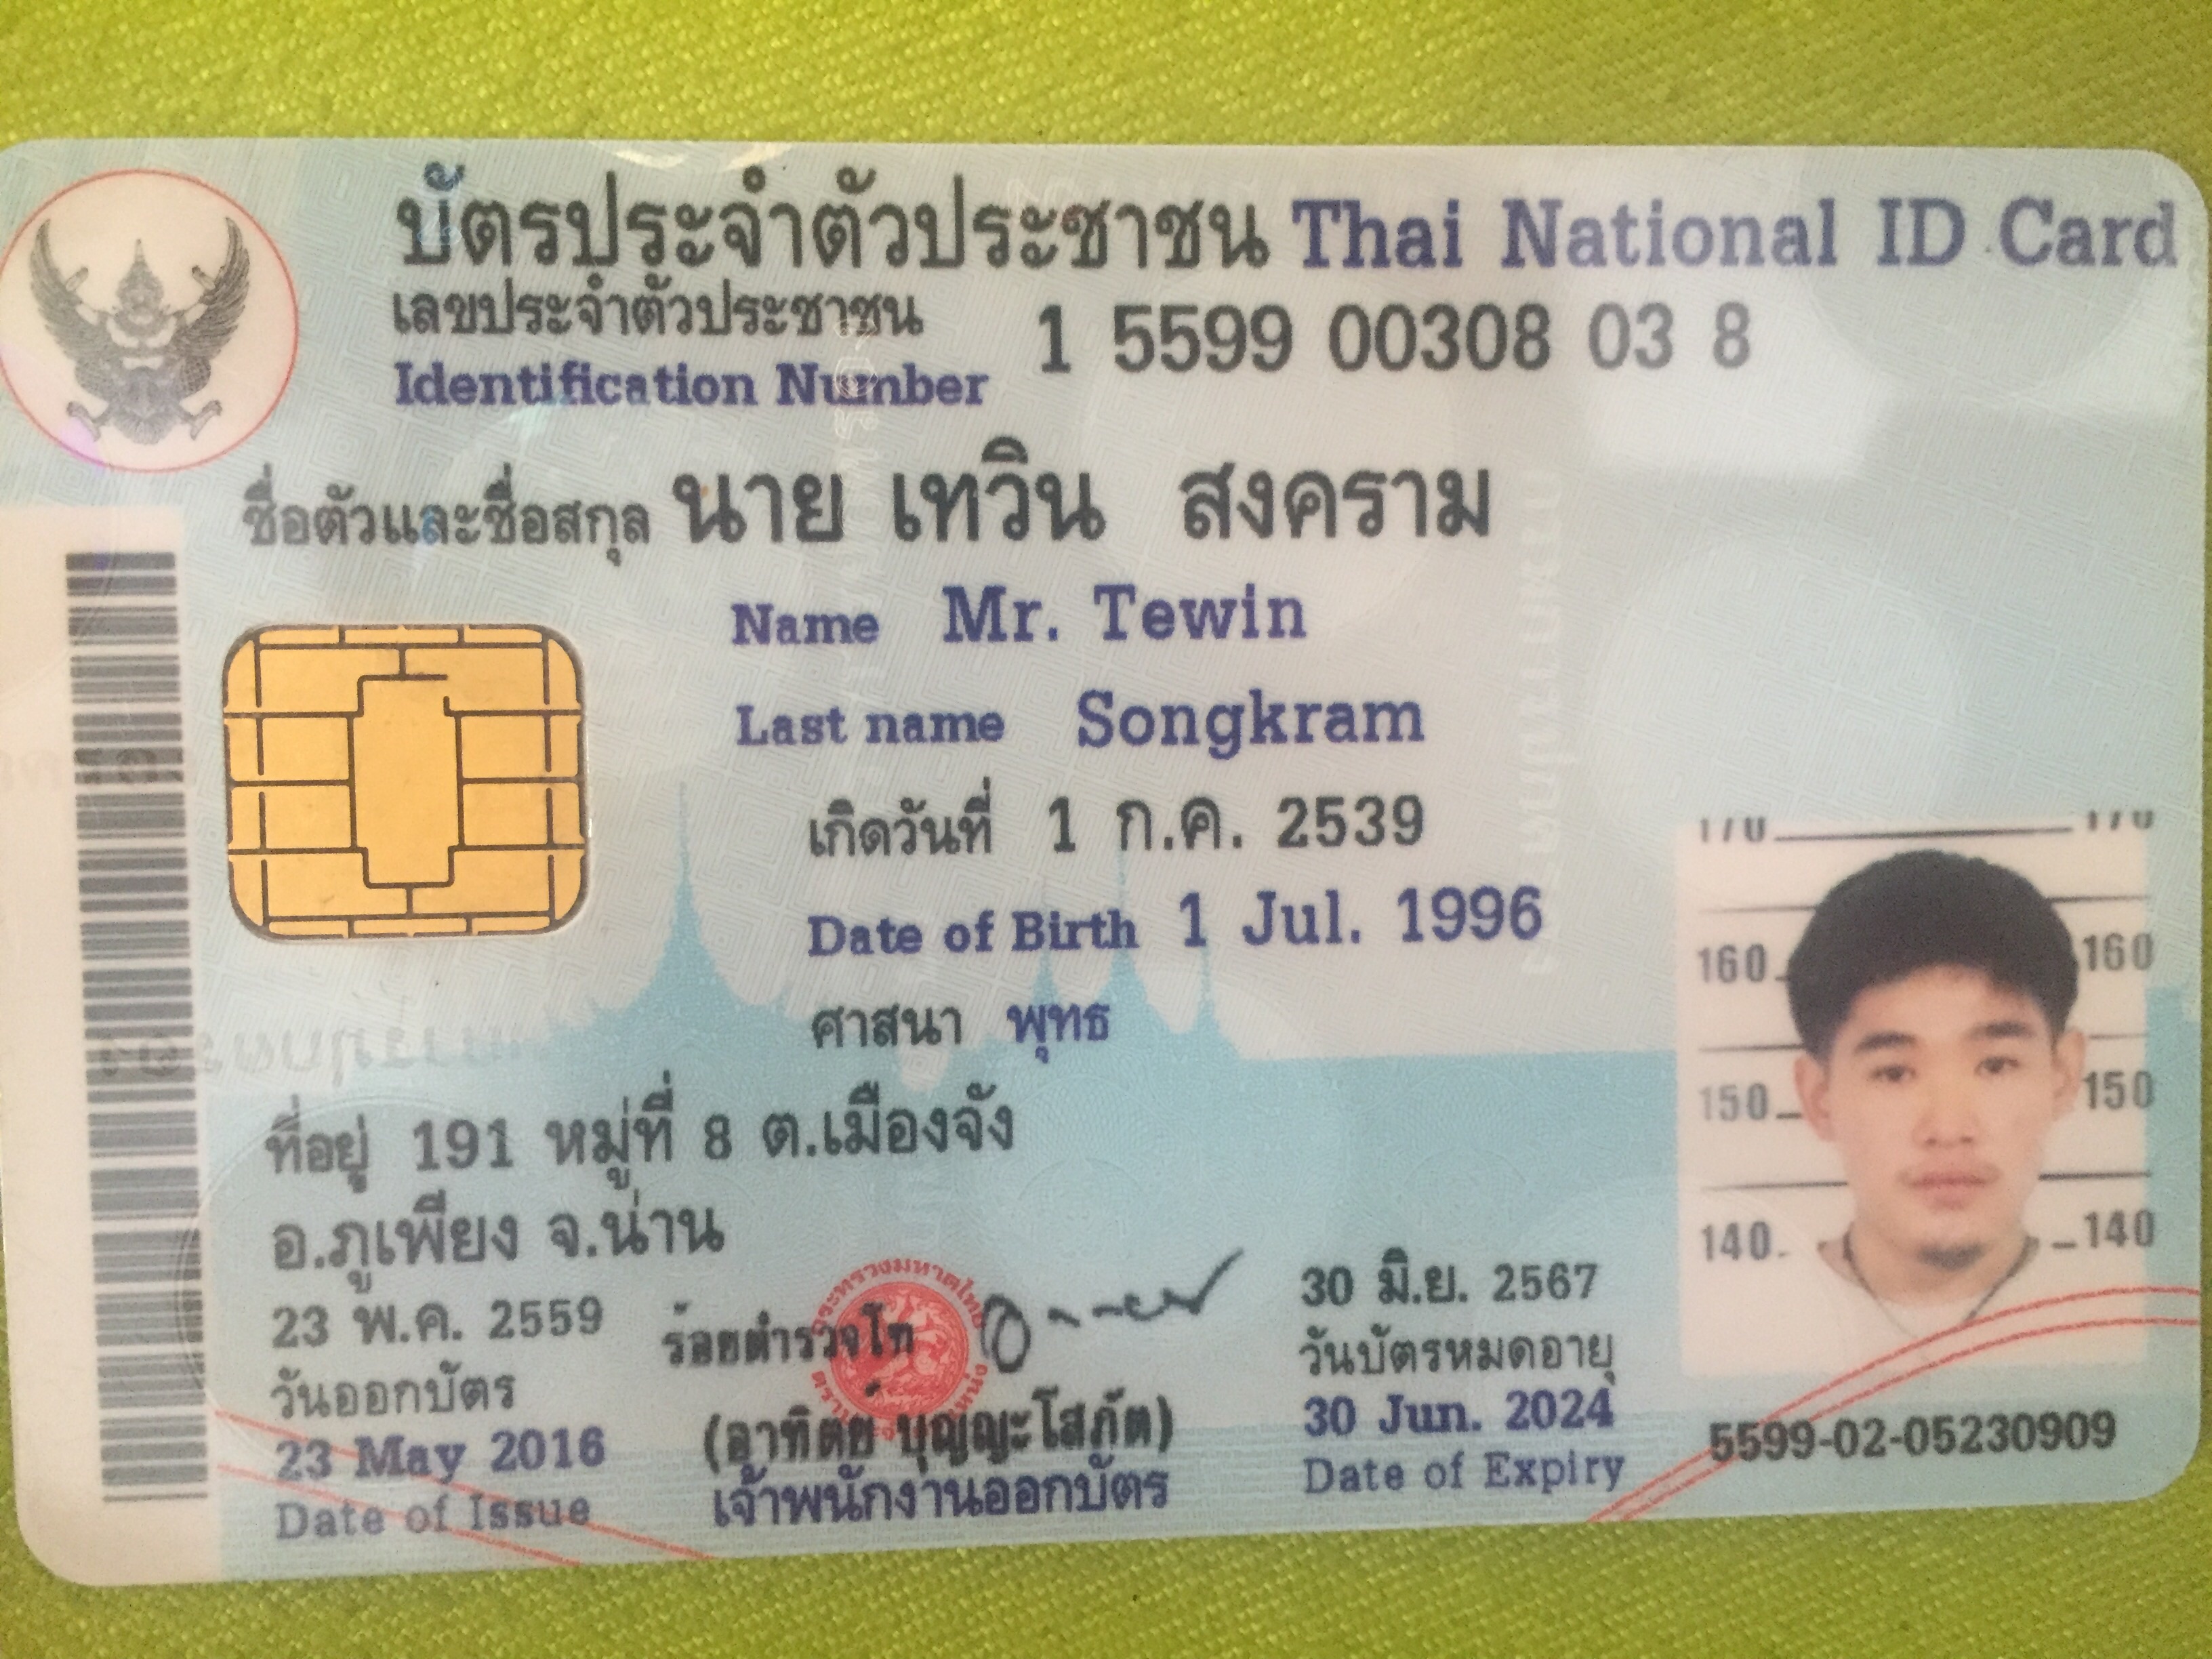 บัตรประจำตัวประชาชน Thai National ID Card
เลขประจำตัวประชาชน
Identification Number 1 5599 00308 03 8
ชื่อตัวและชื่อสกุล นาย เทวิน สงคราม
Name Mr. Tewin
Last name Songkram
เกิดวันที่ 1 ก.ค. 2539
Date of Birth 1 Jul. 1996
ศาสนา พุทธ
ที่อยู่ 191 หมู่ที่ 8 ต.เมืองจัง
อ.ภูเพียง จ.น่าน
23 พ.ค. 2559
วันออกบัตร
23 May 2016
Date of Issue
ร้อยตำรวจโท
(อาทิตย์ บุญญะโสภัต)
เจ้าพนักงานออกบัตร
30 มิ.ย. 2567
วันบัตรหมดอายุ
30 Jun. 2024
Date of Expiry
170 170
160 160
150 150
140 140
5599-02-05230909